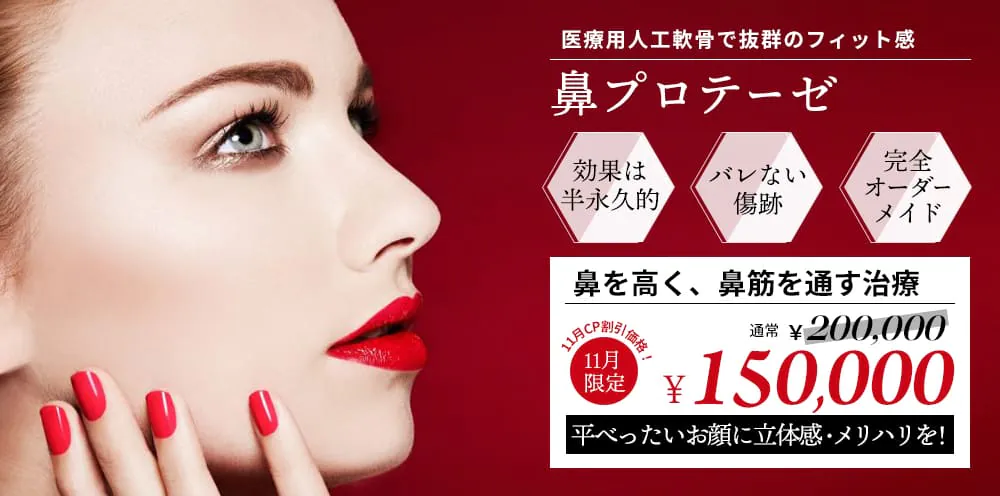 医療用人工軟骨で抜群のフィット感
鼻プロテーゼ
効果は
半永久的
バレない
傷跡
完全
オーダー
メイド
鼻を高く、鼻筋を通す治療
11月CP割引価格！
11月
限定
通常 ¥200,000
¥150,000
平べったいお顔に立体感・メリハリを!